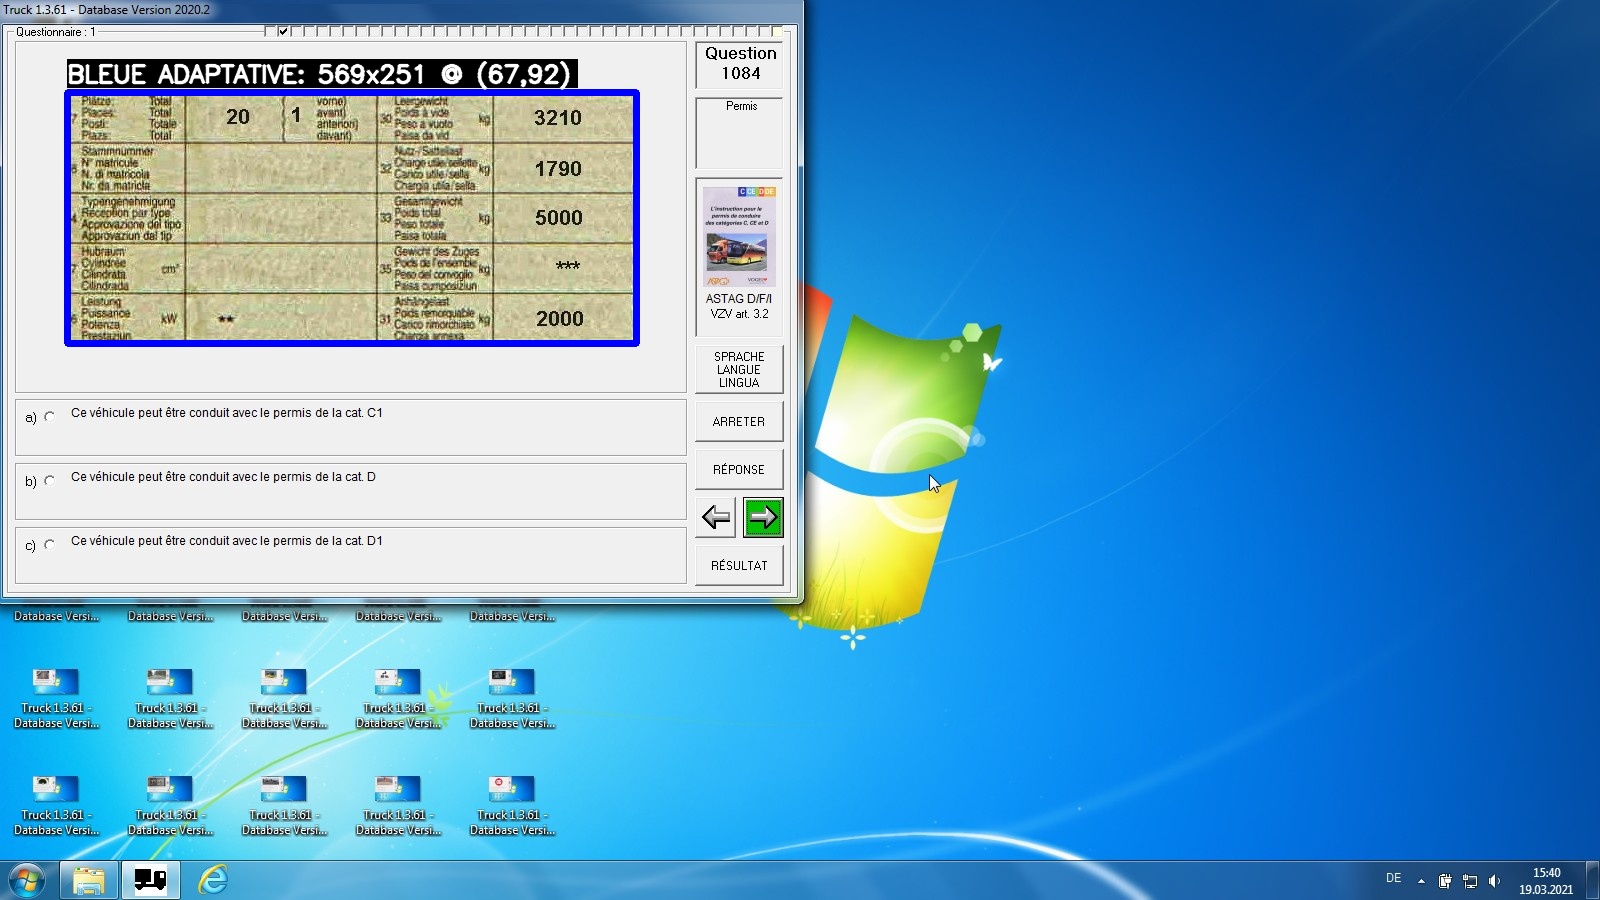 Truck 1.3.61 - Database Version 2020.2
Questionnaire : 1
BLEUE ADAPTATIVE: 569x251 @ (67,92)
Plätze: Total 20 ( 1 vorne)
Places: Total avant)
Posti: Totale anteriori)
Plazs: Total davant)
30 Leergewicht
Poids à vide kg 3210
Peso a vuoto
Paisa da vid
Stammnummer
N° matricule
N. di matricola
Nr. da matricla
32 Nutz-/Sattellast
Charge utile/sellette kg 1790
Carico utile/sella
Chargia utila/sella
Typengenehmigung
Réception par type
Approvazione del tipo
Approvaziun dal tip
33 Gesamtgewicht
Poids total kg 5000
Peso totale
Paisa totala
Hubraum
Cylindrée cm³
Cilindrata
Cilindrada
35 Gewicht des Zuges
Poids de l'ensemble kg ***
Peso del convoglio
Paisa cumposiziun
Leistung
Puissance kW **
Potenza
Prestaziun
31 Anhängelast
Poids remorquable kg 2000
Carico rimorchiato
Chargia annexa
a) Ce véhicule peut être conduit avec le permis de la cat. C1
b) Ce véhicule peut être conduit avec le permis de la cat. D
c) Ce véhicule peut être conduit avec le permis de la cat. D1
Question
1084
Permis
C CE D DE
L'instruction pour le
permis de conduire
des catégories C, CE et D
ASTAG D/F/I
VZV art. 3.2
SPRACHE
LANGUE
LINGUA
ARRETER
RÉPONSE
RÉSULTAT
Database Versi... Database Versi... Database Versi... Database Versi... Database Versi...
Truck 1.3.61 - Truck 1.3.61 - Truck 1.3.61 - Truck 1.3.61 - Truck 1.3.61 -
Database Versi... Database Versi... Database Versi... Database Versi... Database Versi...
Truck 1.3.61 - Truck 1.3.61 - Truck 1.3.61 - Truck 1.3.61 - Truck 1.3.61 -
Database Versi... Database Versi... Database Versi... Database Versi... Database Versi...
DE
15:40
19.03.2021